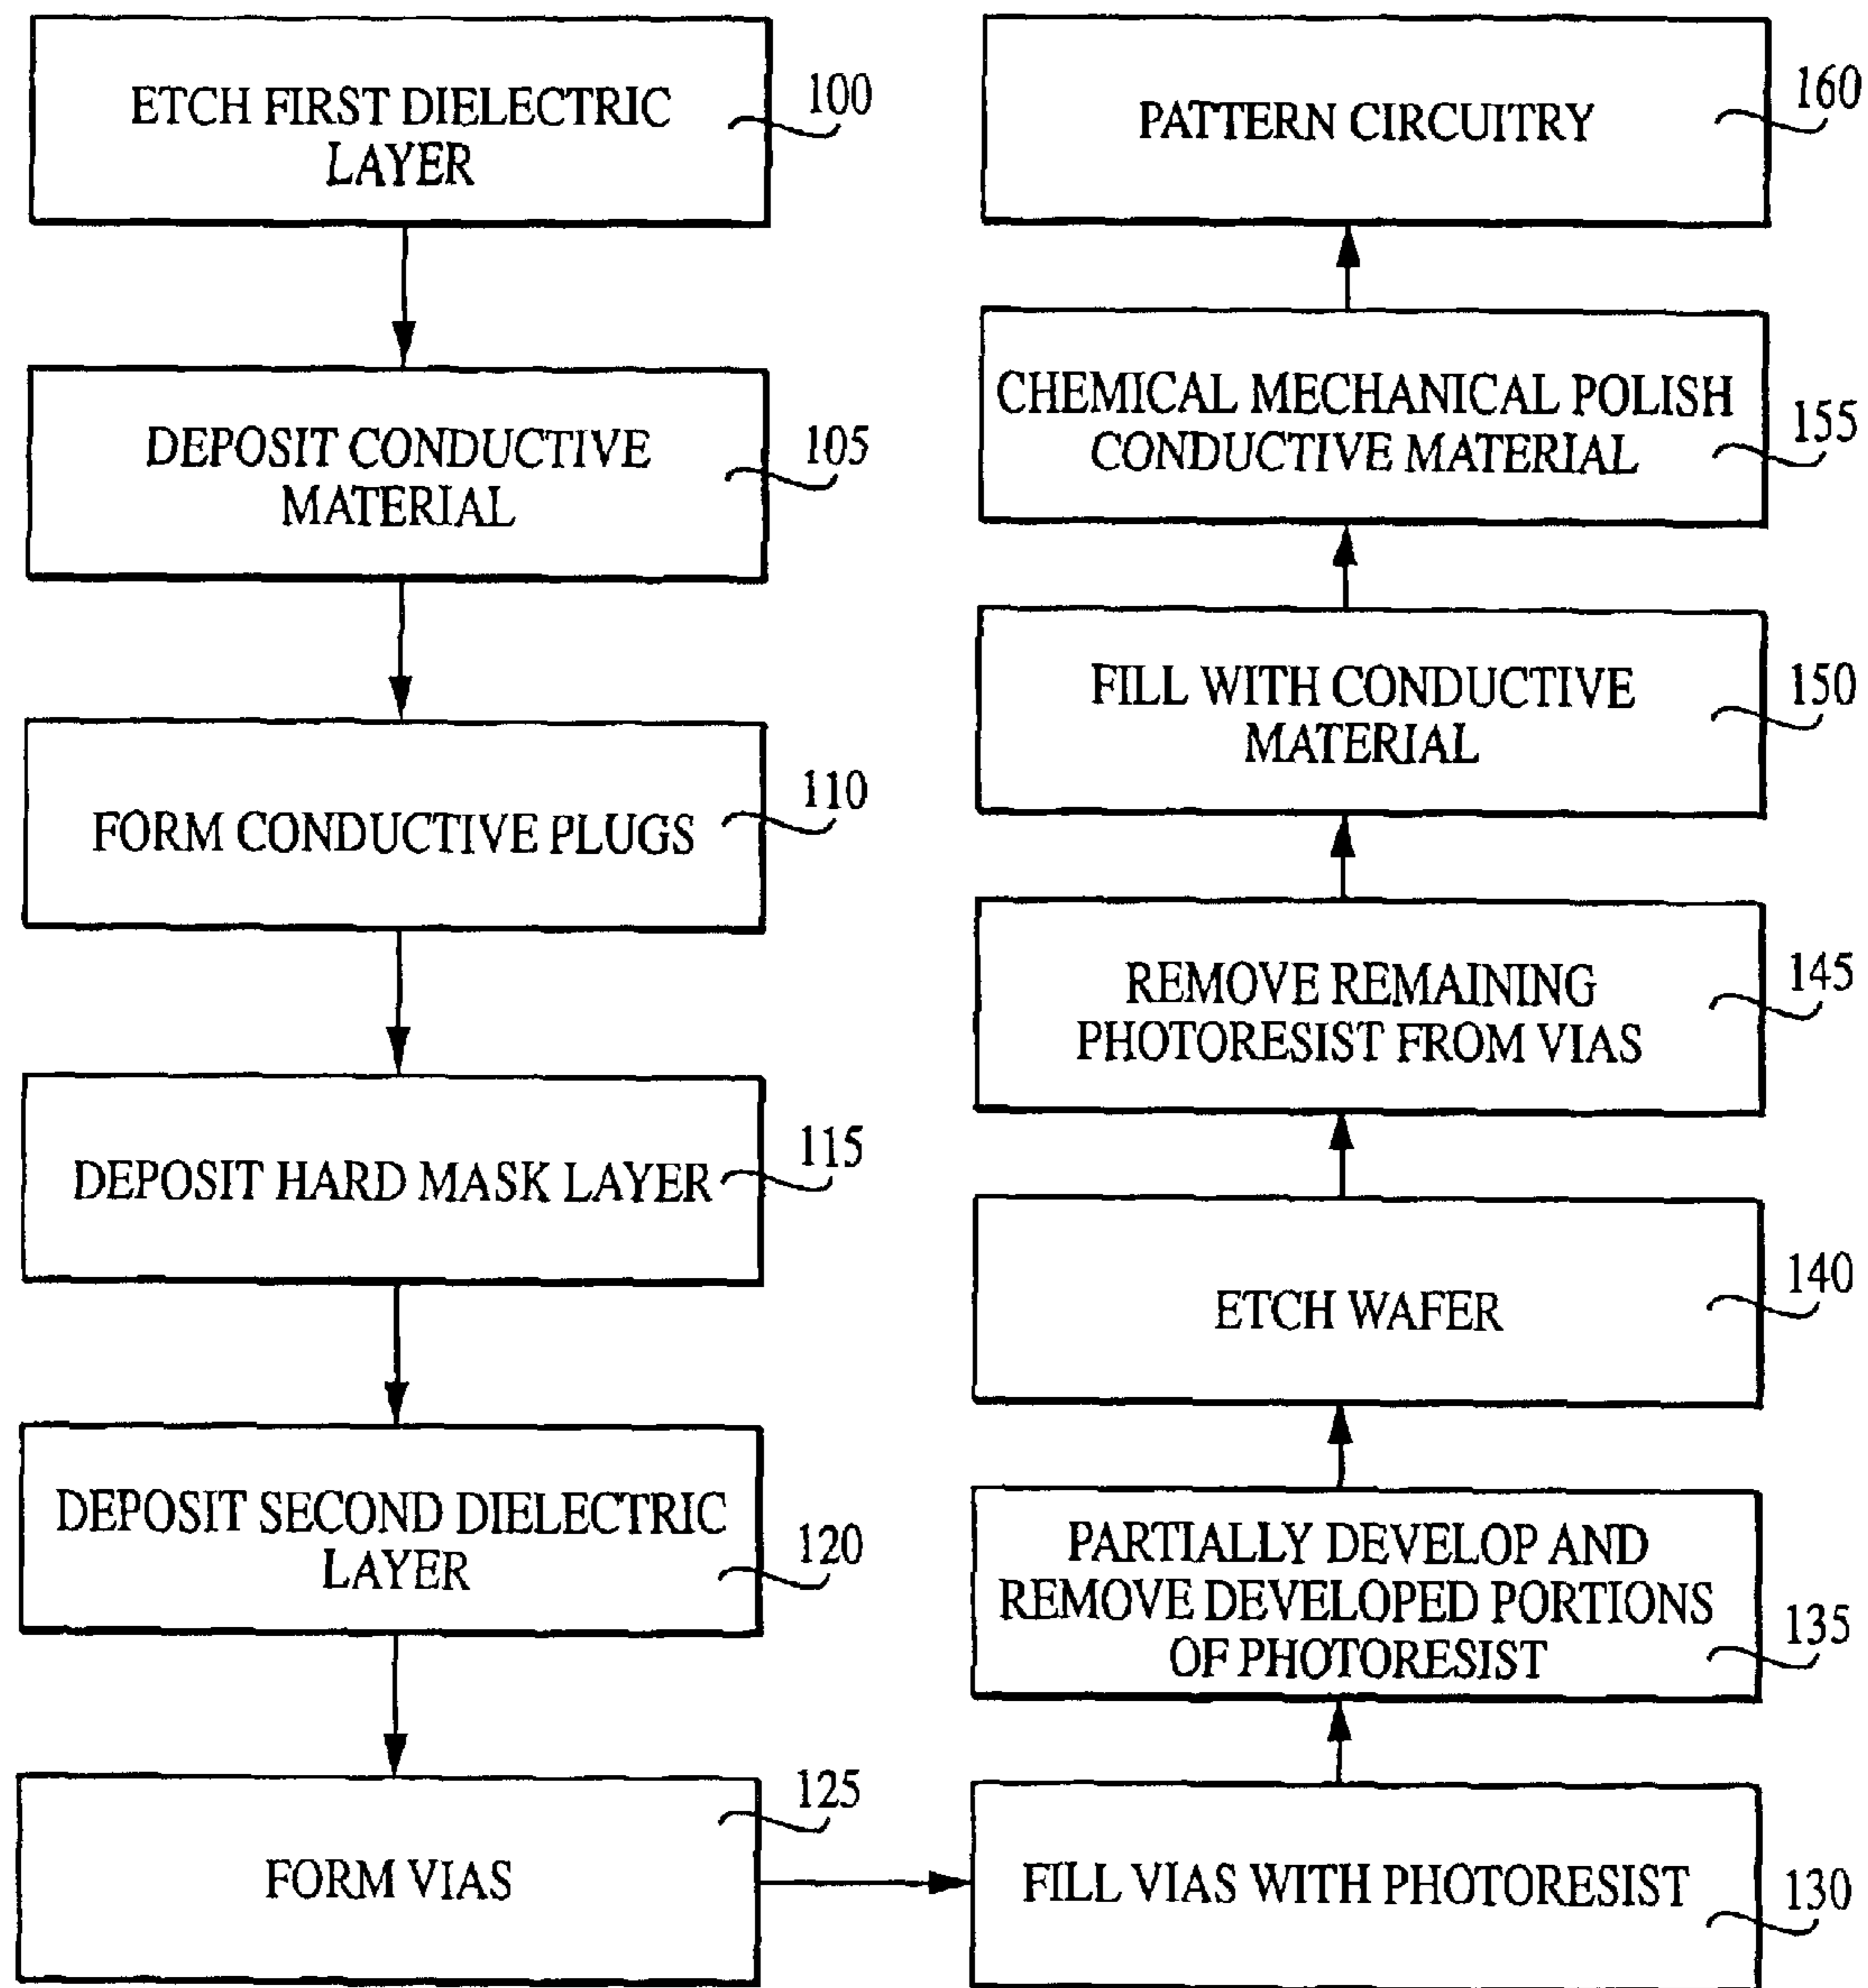 ETCH FIRST DIELECTRIC
LAYER
100
DEPOSIT CONDUCTIVE
MATERIAL
105
FORM CONDUCTIVE PLUGS
110
DEPOSIT HARD MASK LAYER
115
DEPOSIT SECOND DIELECTRIC
LAYER
120
FORM VIAS
125
FILL VIAS WITH PHOTORESIST
130
PARTIALLY DEVELOP AND
REMOVE DEVELOPED PORTIONS
OF PHOTORESIST
135
ETCH WAFER
140
REMOVE REMAINING
PHOTORESIST FROM VIAS
145
FILL WITH CONDUCTIVE
MATERIAL
150
CHEMICAL MECHANICAL POLISH
CONDUCTIVE MATERIAL
155
PATTERN CIRCUITRY
160